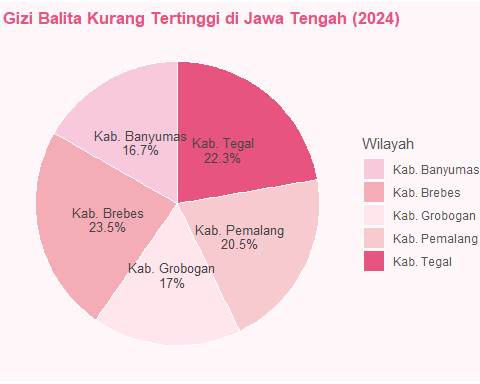 Gizi Balita Kurang Tertinggi di Jawa Tengah (2024)
Kab. Banyumas
16.7%
Kab. Tegal
22.3%
Kab. Brebes
23.5%
Kab. Pemalang
20.5%
Kab. Grobogan
17%
Wilayah
Kab. Banyumas
Kab. Brebes
Kab. Grobogan
Kab. Pemalang
Kab. Tegal